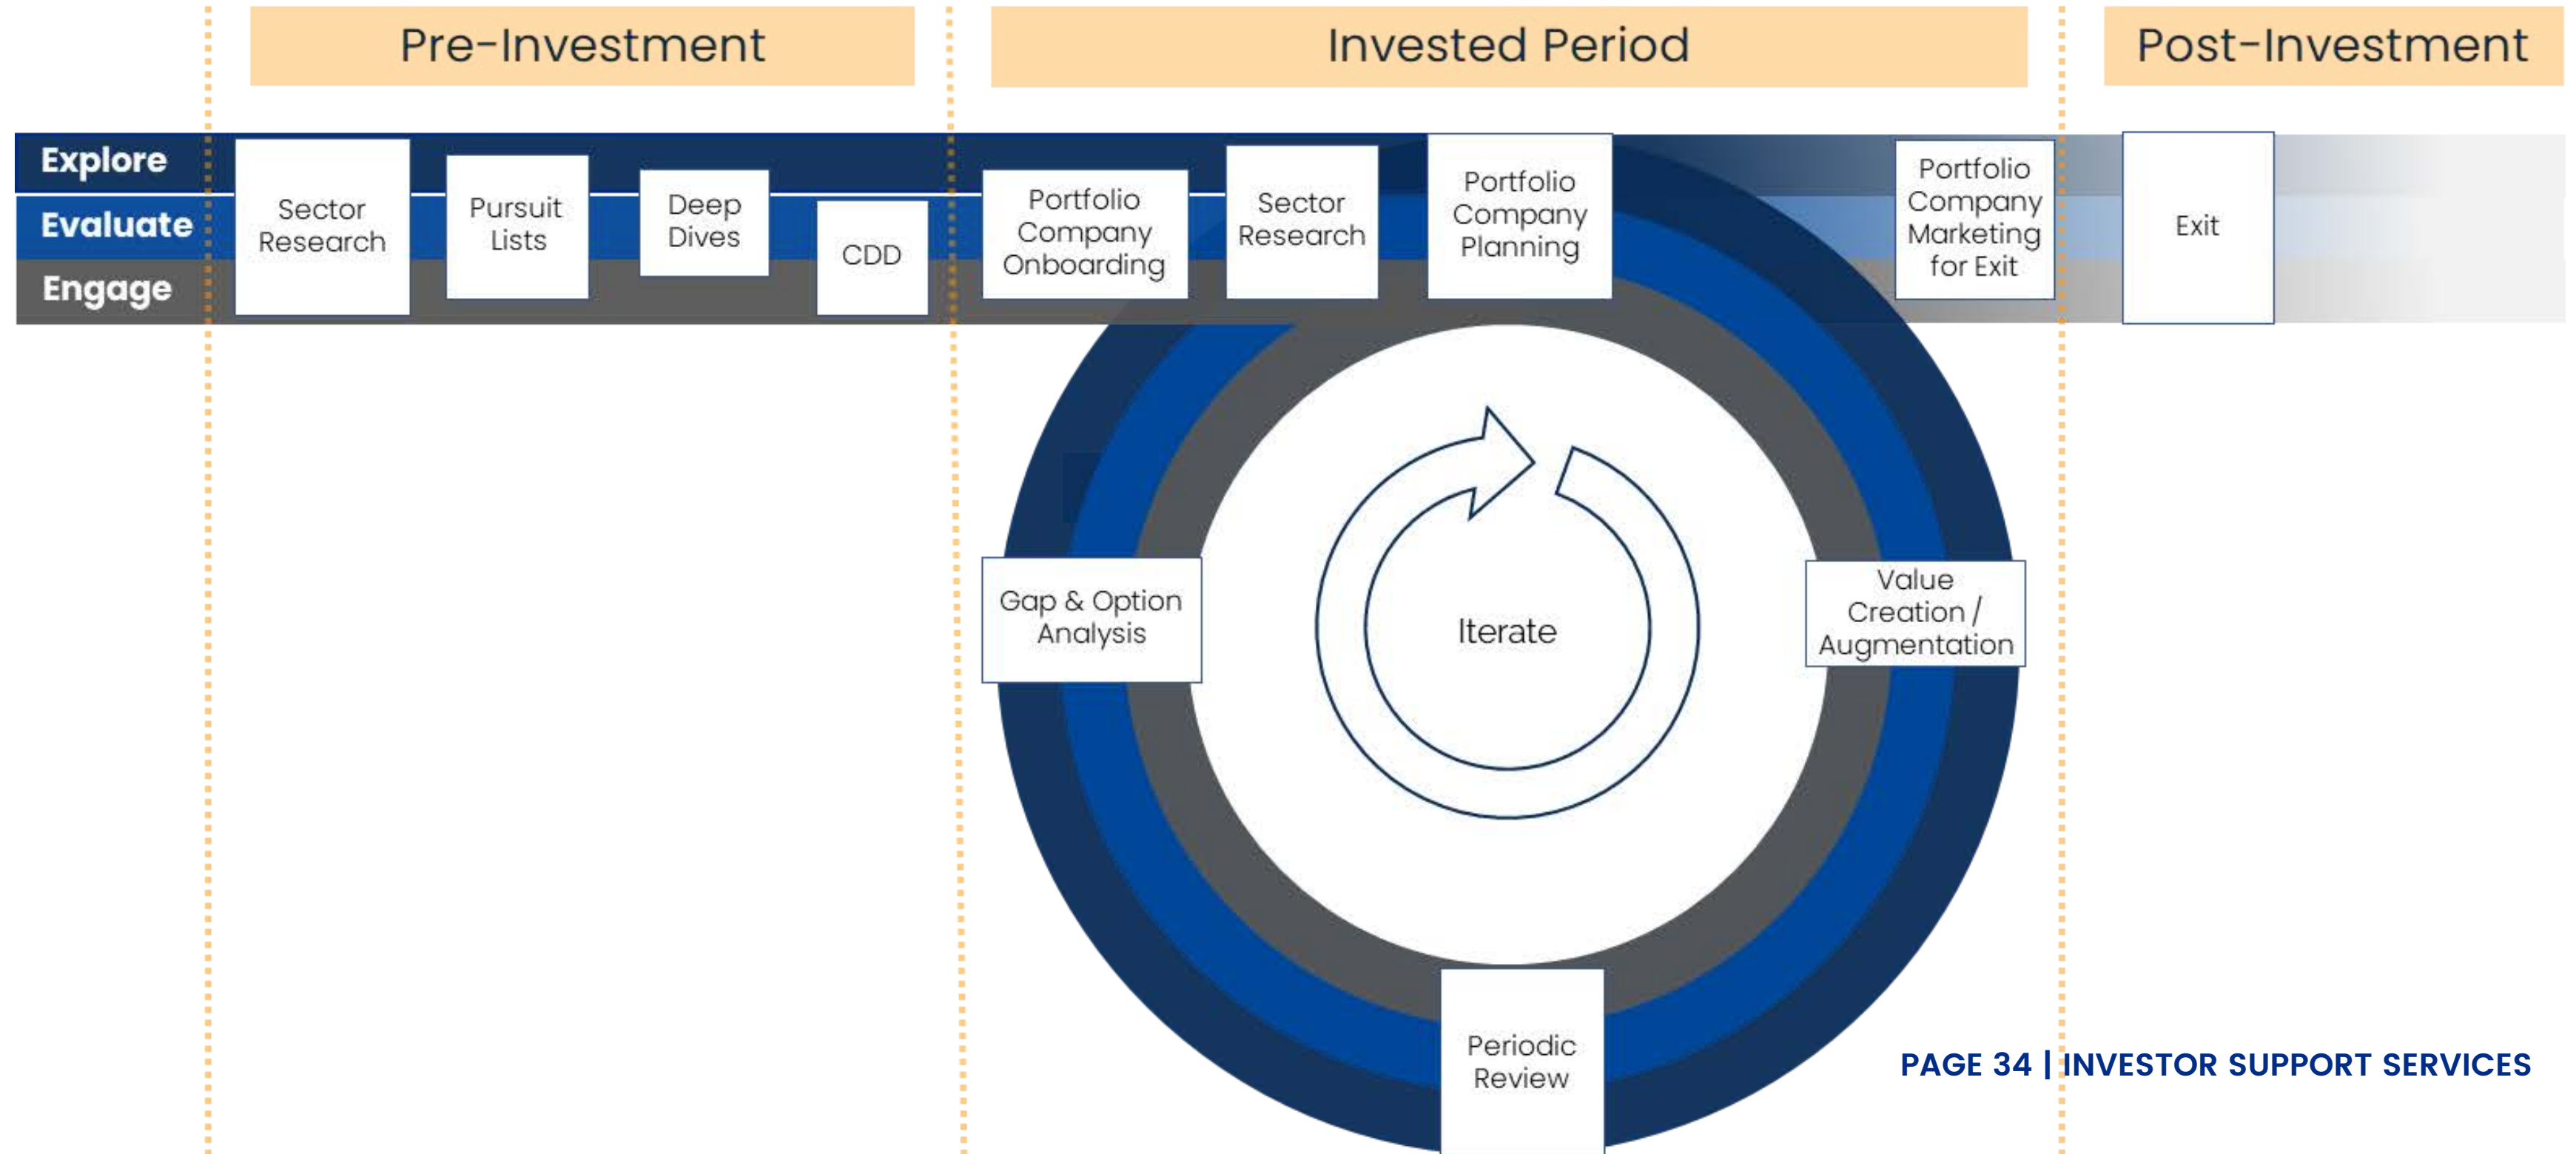 Pre-Investment
Invested Period
Post-Investment
Explore
Evaluate
Engage
Sector
Research
Pursuit
Lists
Deep
Dives
CDD
Portfolio
Company
Onboarding
Sector
Research
Portfolio
Company
Planning
Portfolio
Company
Marketing
for Exit
Exit
Gap & Option
Analysis
Iterate
Value
Creation /
Augmentation
Periodic
Review
PAGE 34 | INVESTOR SUPPORT SERVICES